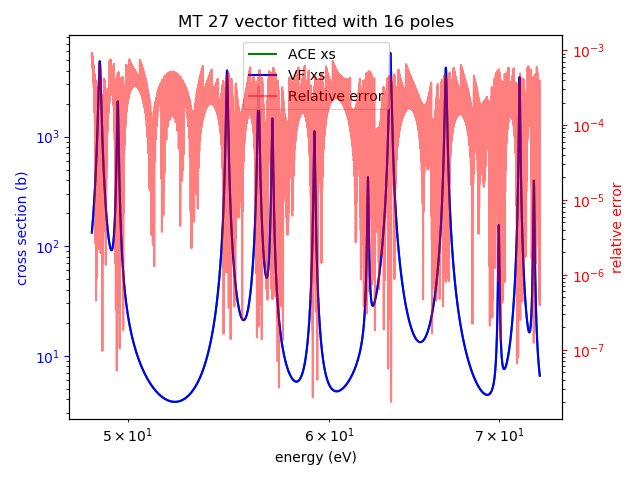 MT 27 vector fitted with 16 poles
ACE xs
VF xs
Relative error
cross section (b)
10³
10²
10¹
relative error
10⁻³
10⁻⁴
10⁻⁵
10⁻⁶
10⁻⁷
5 × 10¹
6 × 10¹
7 × 10¹
energy (eV)